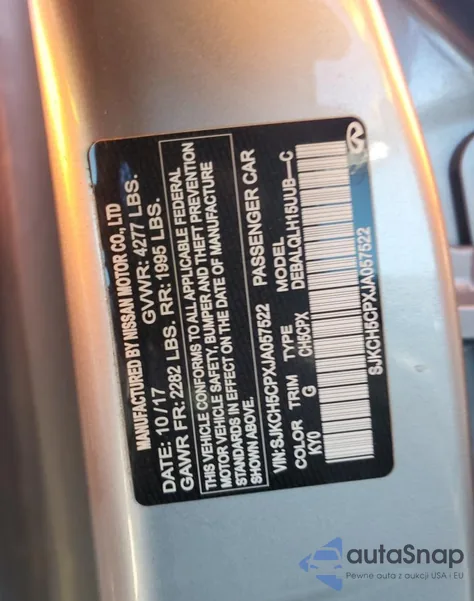 MANUFACTURED BY NISSAN MOTOR CO., LTD
DATE: 10/17 GVWR: 4277 LBS.
GAWR FR: 2282 LBS. RR: 1995 LBS.
THIS VEHICLE CONFORMS TO ALL APPLICABLE FEDERAL
MOTOR VEHICLE SAFETY, BUMPER AND THEFT PREVENTION
STANDARDS IN EFFECT ON THE DATE OF MANUFACTURE
SHOWN ABOVE.
VIN: SJKCH5CPXJA057522 PASSENGER CAR
COLOR TRIM TYPE MODEL
KY0 G CH5CPX DEBALQLH15UUB-C
SJKCH5CPXJA057522
autoSnap
Pewne auta z aukcji USA i EU